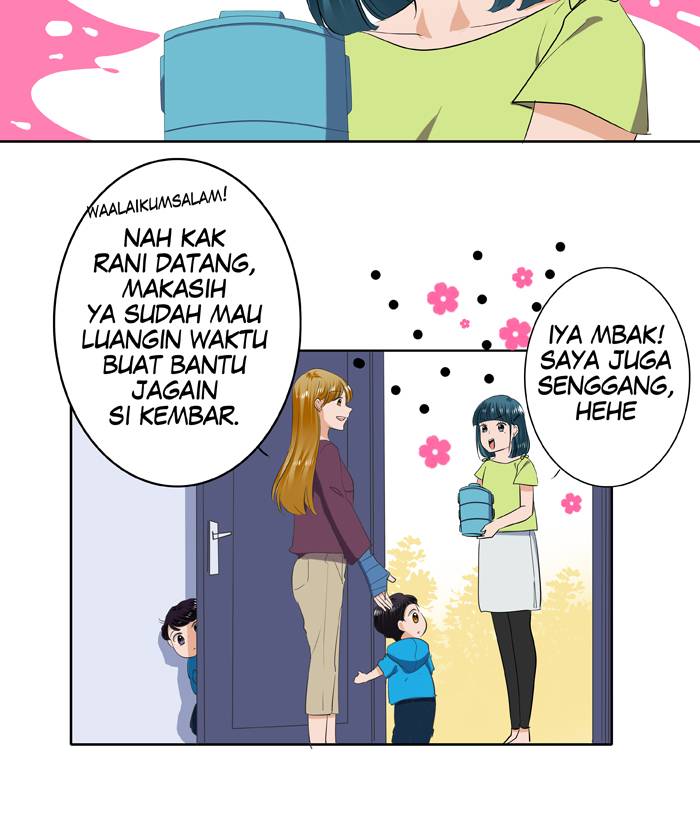 WAALAIKUMSALAM!
NAH KAK
RANI DATANG,
MAKASIH
YA SUDAH MAU
LUANGIN WAKTU
BUAT BANTU
JAGAIN
SI KEMBAR.
IYA MBAK!
SAYA JUGA
SENGGANG,
HEHE